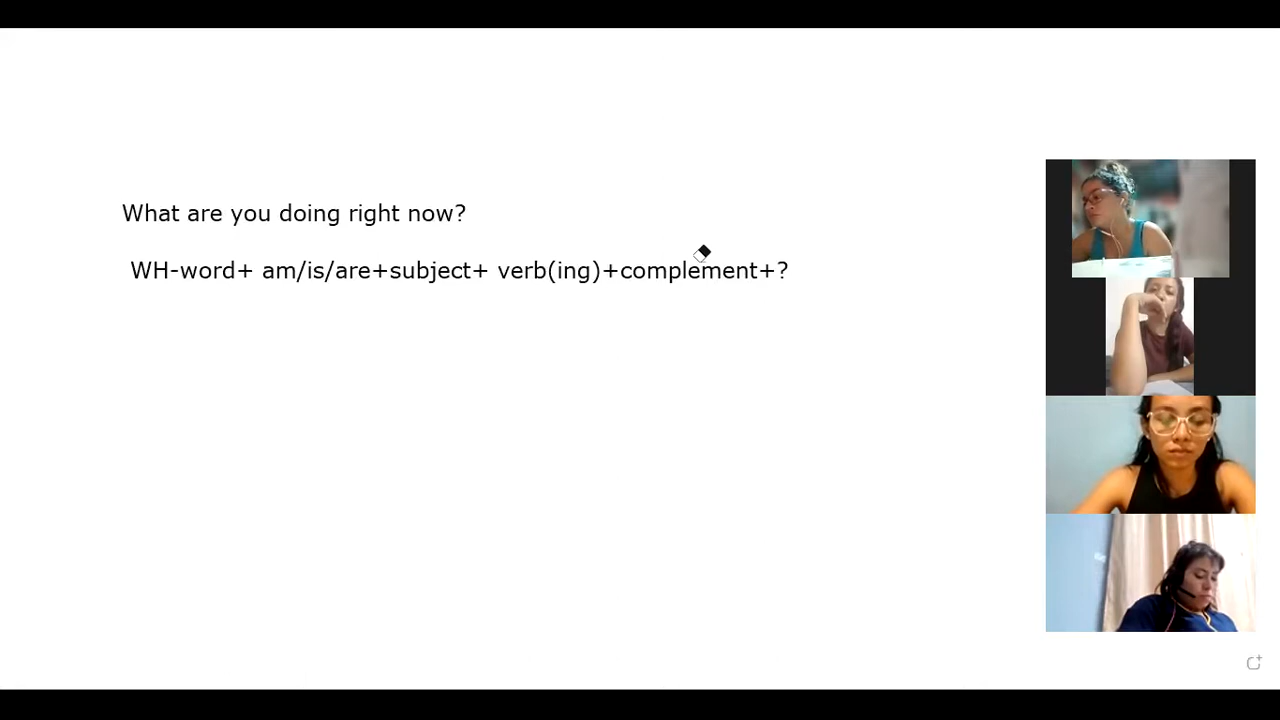 What are you doing right now?
WH-word+ am/is/are+subject+ verb(ing)+complement+?